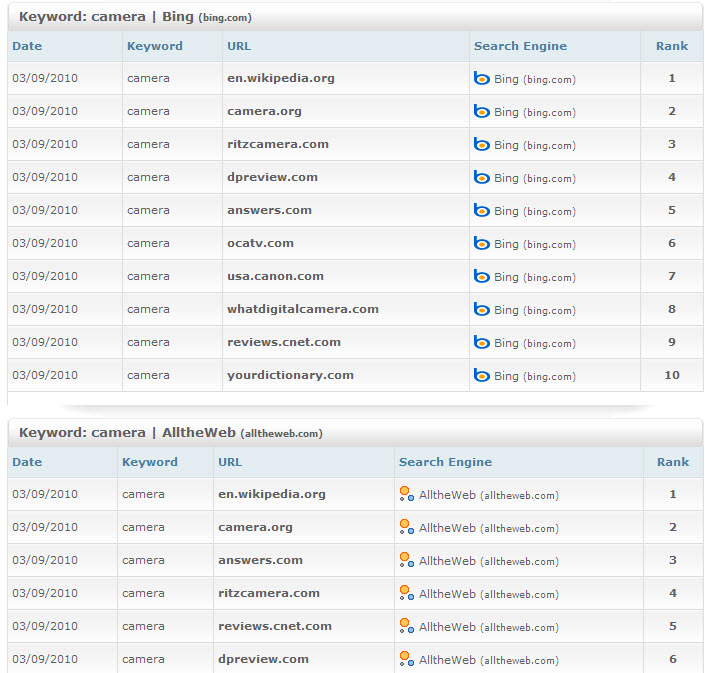 Keyword: camera | Bing (bing.com)
Date Keyword URL Search Engine Rank
03/09/2010 camera en.wikipedia.org Bing (bing.com) 1
03/09/2010 camera camera.org Bing (bing.com) 2
03/09/2010 camera ritzcamera.com Bing (bing.com) 3
03/09/2010 camera dpreview.com Bing (bing.com) 4
03/09/2010 camera answers.com Bing (bing.com) 5
03/09/2010 camera ocatv.com Bing (bing.com) 6
03/09/2010 camera usa.canon.com Bing (bing.com) 7
03/09/2010 camera whatdigitalcamera.com Bing (bing.com) 8
03/09/2010 camera reviews.cnet.com Bing (bing.com) 9
03/09/2010 camera yourdictionary.com Bing (bing.com) 10
Keyword: camera | AlltheWeb (alltheweb.com)
Date Keyword URL Search Engine Rank
03/09/2010 camera en.wikipedia.org AlltheWeb (alltheweb.com) 1
03/09/2010 camera camera.org AlltheWeb (alltheweb.com) 2
03/09/2010 camera answers.com AlltheWeb (alltheweb.com) 3
03/09/2010 camera ritzcamera.com AlltheWeb (alltheweb.com) 4
03/09/2010 camera reviews.cnet.com AlltheWeb (alltheweb.com) 5
03/09/2010 camera dpreview.com AlltheWeb (alltheweb.com) 6